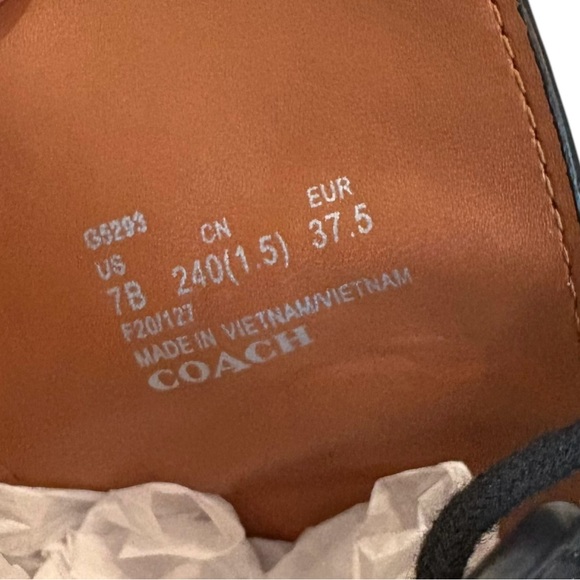 G5293
US CN EUR
7B 240(1.5) 37.5
F20/127
MADE IN VIETNAM/VIETNAM
COACH